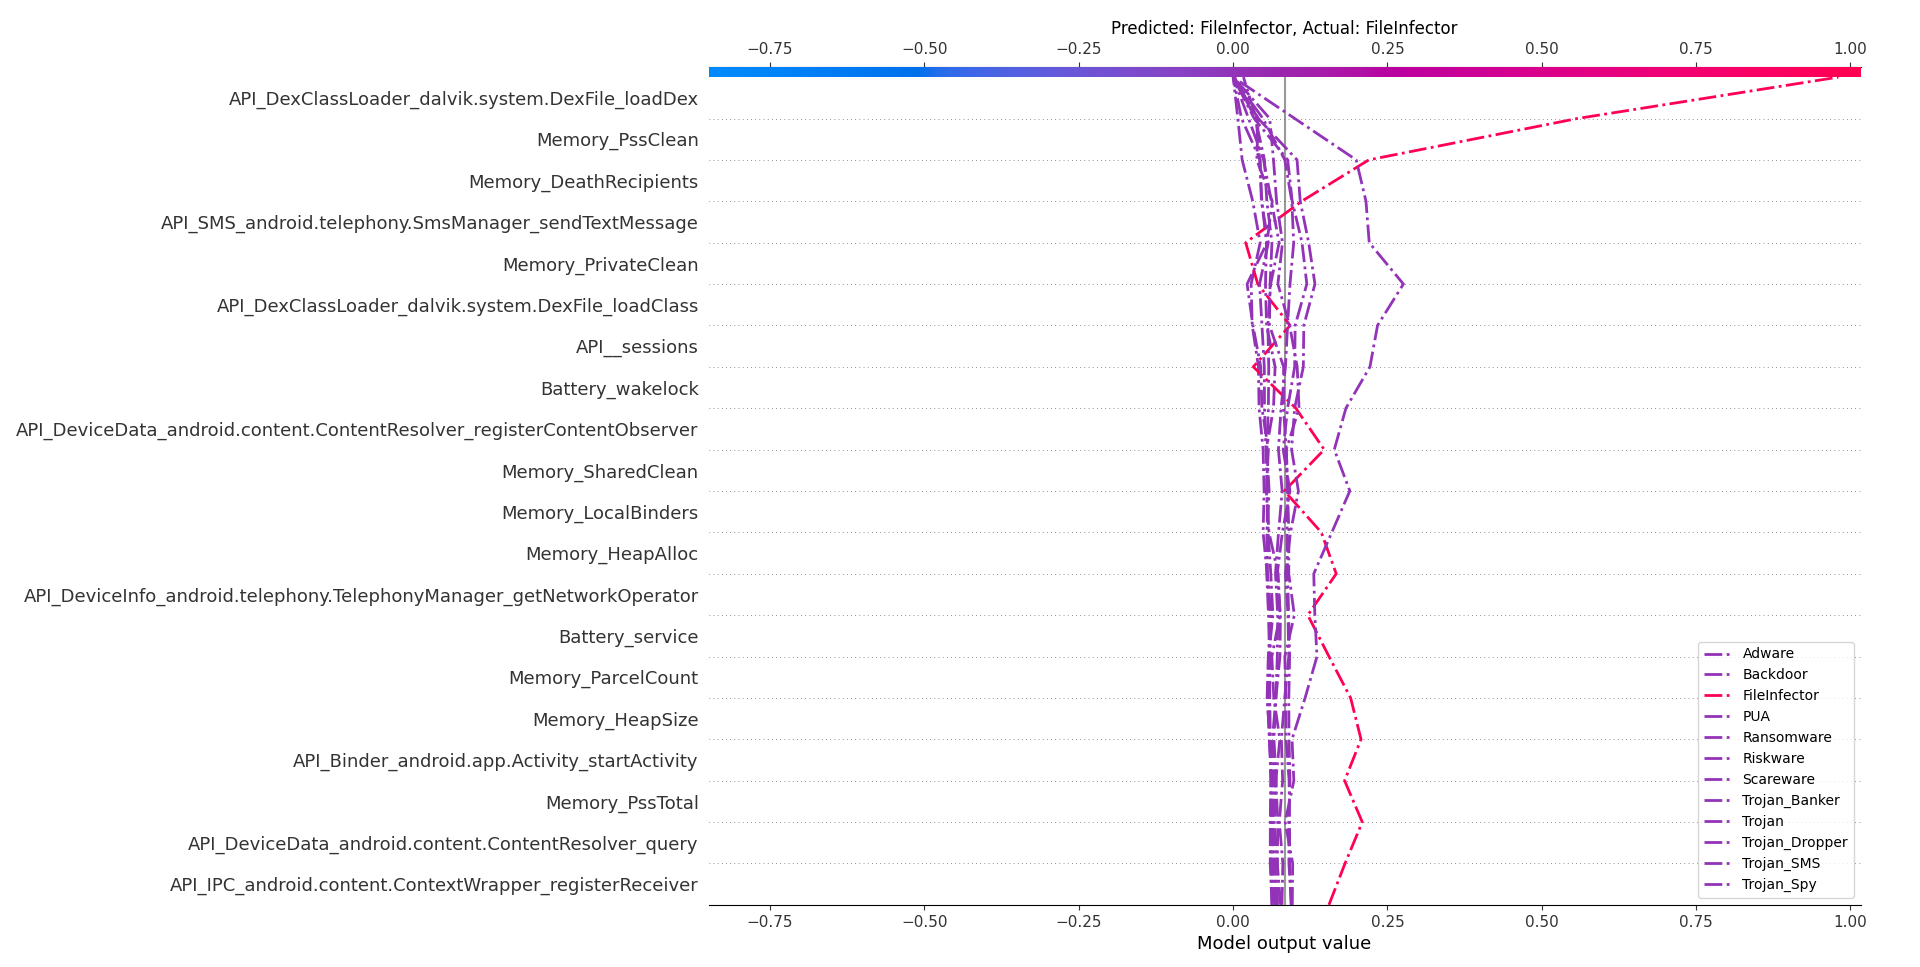 Predicted: FileInfector, Actual: FileInfector
−0.75 −0.50 −0.25 0.00 0.25 0.50 0.75 1.00
API_DexClassLoader_dalvik.system.DexFile_loadDex
Memory_PssClean
Memory_DeathRecipients
API_SMS_android.telephony.SmsManager_sendTextMessage
Memory_PrivateClean
API_DexClassLoader_dalvik.system.DexFile_loadClass
API__sessions
Battery_wakelock
API_DeviceData_android.content.ContentResolver_registerContentObserver
Memory_SharedClean
Memory_LocalBinders
Memory_HeapAlloc
API_DeviceInfo_android.telephony.TelephonyManager_getNetworkOperator
Battery_service
Memory_ParcelCount
Memory_HeapSize
API_Binder_android.app.Activity_startActivity
Memory_PssTotal
API_DeviceData_android.content.ContentResolver_query
API_IPC_android.content.ContextWrapper_registerReceiver
Adware
Backdoor
FileInfector
PUA
Ransomware
Riskware
Scareware
Trojan_Banker
Trojan
Trojan_Dropper
Trojan_SMS
Trojan_Spy
−0.75 −0.50 −0.25 0.00 0.25 0.50 0.75 1.00
Model output value